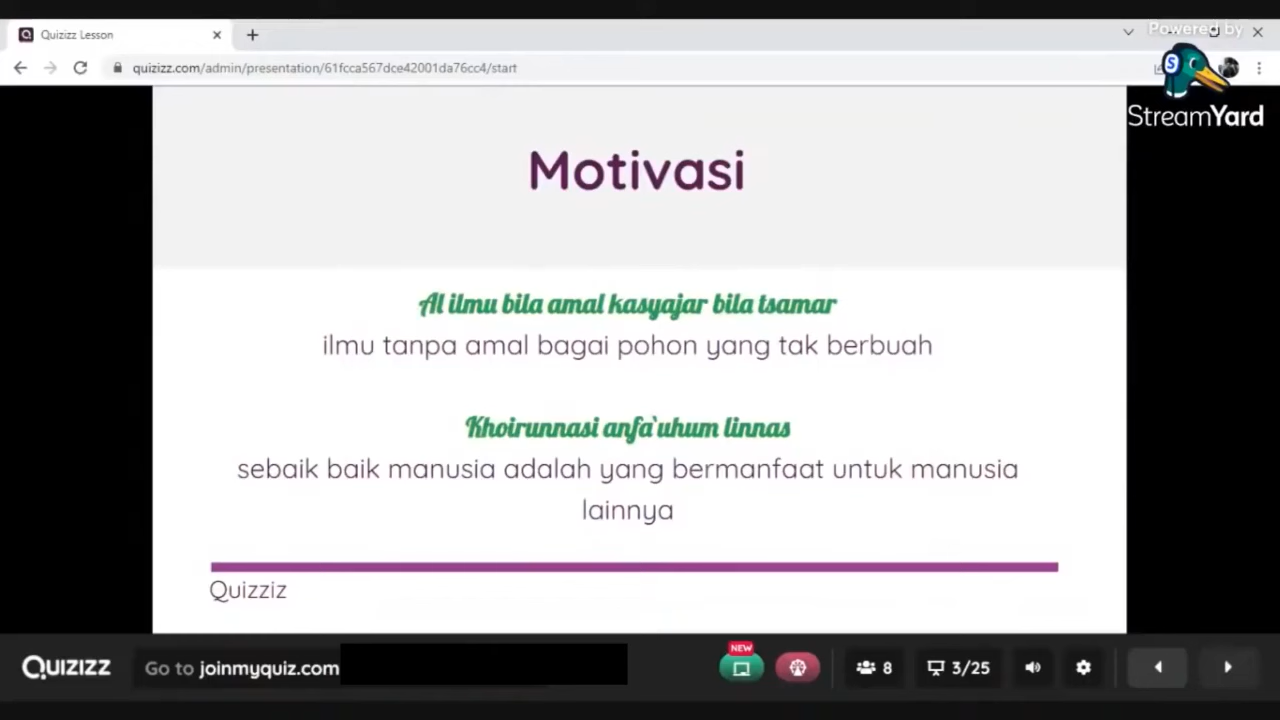 Quizizz Lesson
Powered by
quizizz.com/admin/presentation/61fcca567dce42001da76cc4/start
StreamYard
Motivasi
Al ilmu bila amal kasyajar bila tsamar
ilmu tanpa amal bagai pohon yang tak berbuah
Khoirunnasi anfa`uhum linnas
sebaik baik manusia adalah yang bermanfaat untuk manusia
lainnya
Quizziz
QUIZIZZ Go to joinmyquiz.com NEW 8 3/25